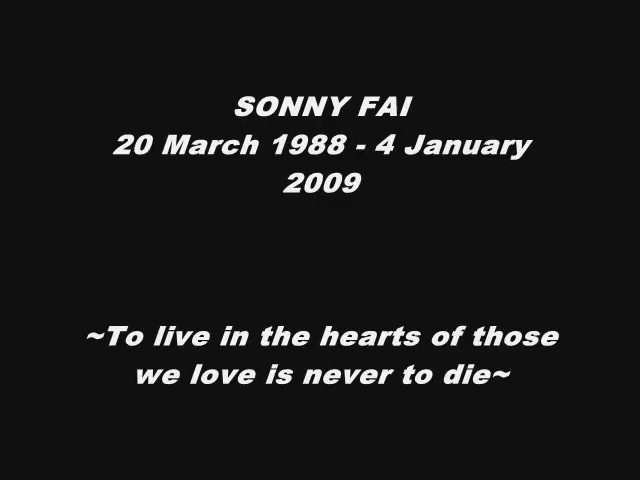 SONNY FAI
20 March 1988 - 4 January
2009
~To live in the hearts of those
we love is never to die~